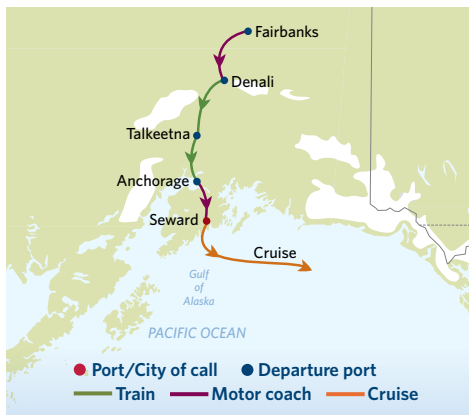 Fairbanks
Denali
Talkeetna
Anchorage
Seward
Cruise
Gulf
of
Alaska
PACIFIC OCEAN
Port/City of call Departure port
Train Motor coach Cruise